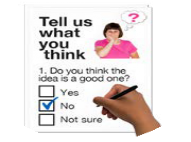 Tell us
what
you
think
?
1. Do you think the
idea is a good one?
Yes
No
Not sure